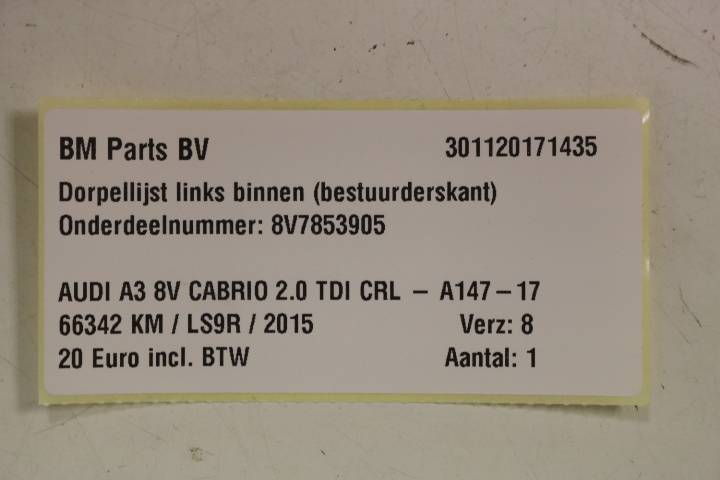 BM Parts BV 301120171435
Dorpellijst links binnen (bestuurderskant)
Onderdeelnummer: 8V7853905
AUDI A3 8V CABRIO 2.0 TDI CRL – A147 – 17
66342 KM / LS9R / 2015 Verz: 8
20 Euro incl. BTW Aantal: 1